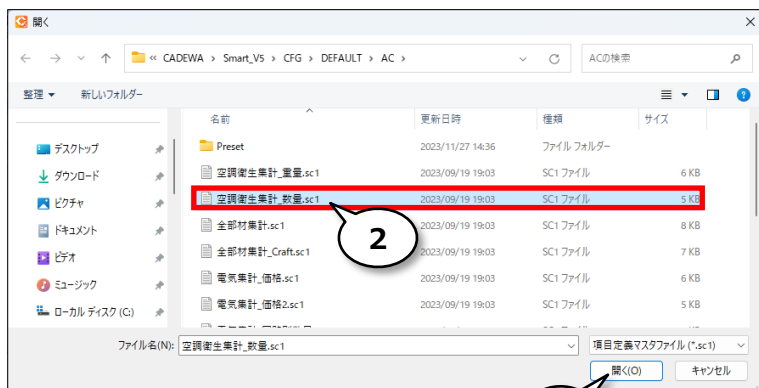 開く
« CADEWA > Smart_V5 > CFG > DEFAULT > AC >
ACの検索
整理 新しいフォルダー
名前 更新日時 種類 サイズ
デスクトップ
ダウンロード
ピクチャ
ドキュメント
ビデオ
ミュージック
ローカル ディスク (C:)
Preset 2023/11/27 14:36 ファイル フォルダー
空調衛生集計_重量.sc1 2023/09/19 19:03 SC1 ファイル 6 KB
空調衛生集計_数量.sc1 2023/09/19 19:03 SC1 ファイル 5 KB
全部材集計.sc1 2023/09/19 19:03 SC1 ファイル 8 KB
全部材集計_Craft.sc1 2023/09/19 19:03 SC1 ファイル 7 KB
電気集計_価格.sc1 2023/09/19 19:03 SC1 ファイル 6 KB
電気集計_価格2.sc1 2023/09/19 19:03 SC1 ファイル 5 KB
2
ファイル名(N): 空調衛生集計_数量.sc1 項目定義マスタファイル (*.sc1)
開く(O) キャンセル